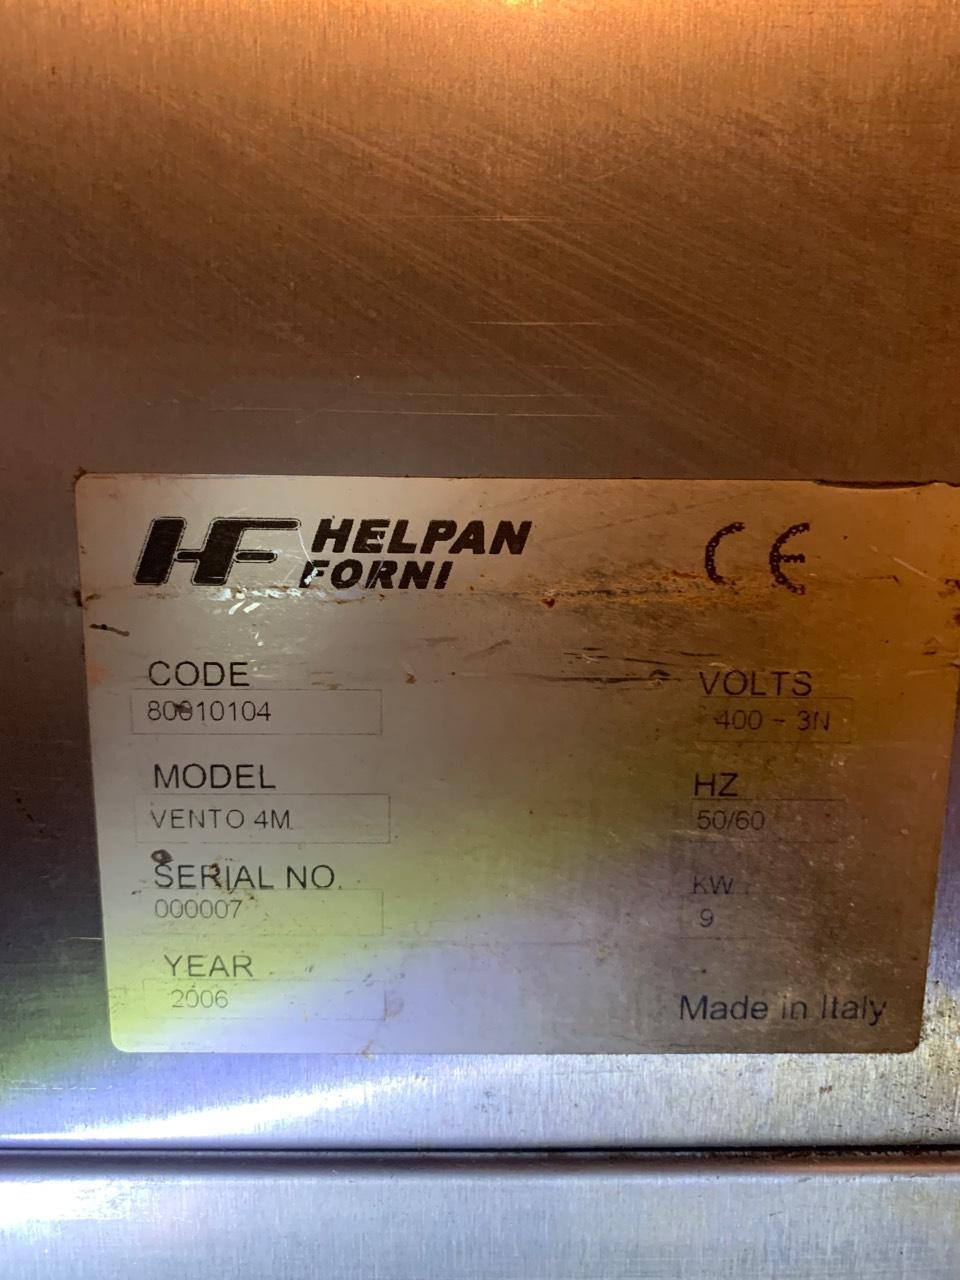 HF HELPAN
FORNI
CE
CODE
80010104
MODEL
VENTO 4M
SERIAL NO.
000007
YEAR
2006
VOLTS
400 - 3N
HZ
50/60
KW
9
Made in Italy